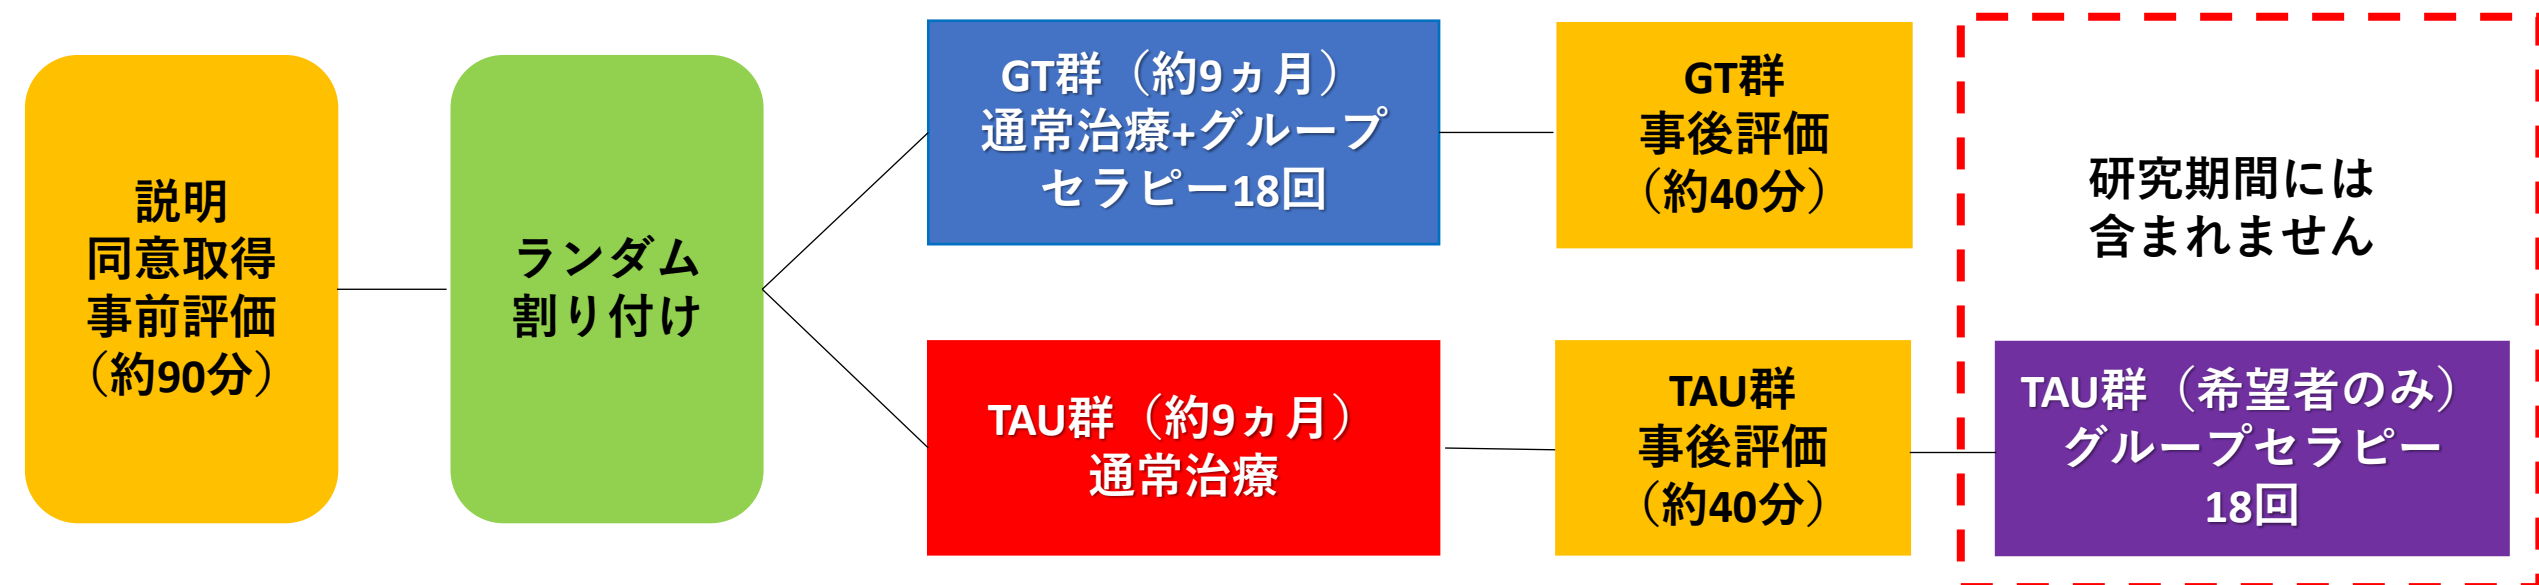 説明
同意取得
事前評価
（約90分）
ランダム
割り付け
GT群（約9ヵ月）
通常治療+グループ
セラピー18回
GT群
事後評価
（約40分）
研究期間には
含まれません
TAU群（約9ヵ月）
通常治療
TAU群
事後評価
（約40分）
TAU群（希望者のみ）
グループセラピー
18回